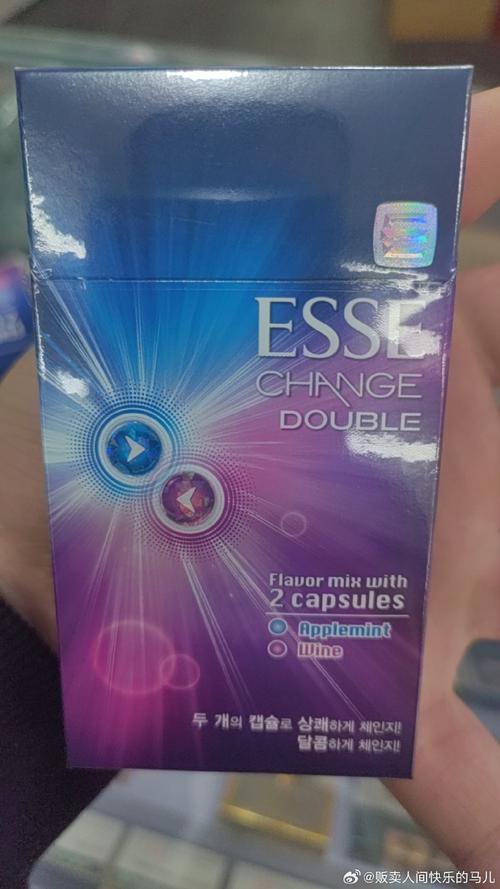 ESSE
CHANGE
DOUBLE
Flavor mix with
2 capsules
Applemint
Wine
두 개의 캡슐로 상쾌하게 체인지!
달콤하게 체인지!
@贩卖人间快乐的马儿